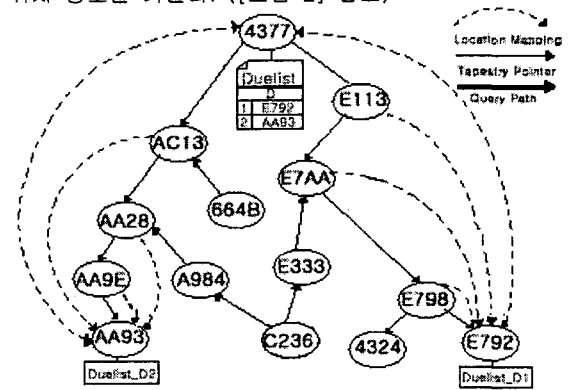 4377
Location Mapping
Tapestry Pointer
Query Path
Duelist
D
1 E792
2 AA93
E113
AC13
E7AA
664B
AA28
E333
AA9E
A984
E798
AA93
C236
4324
E792
Duelist_D2
Duelist_D1